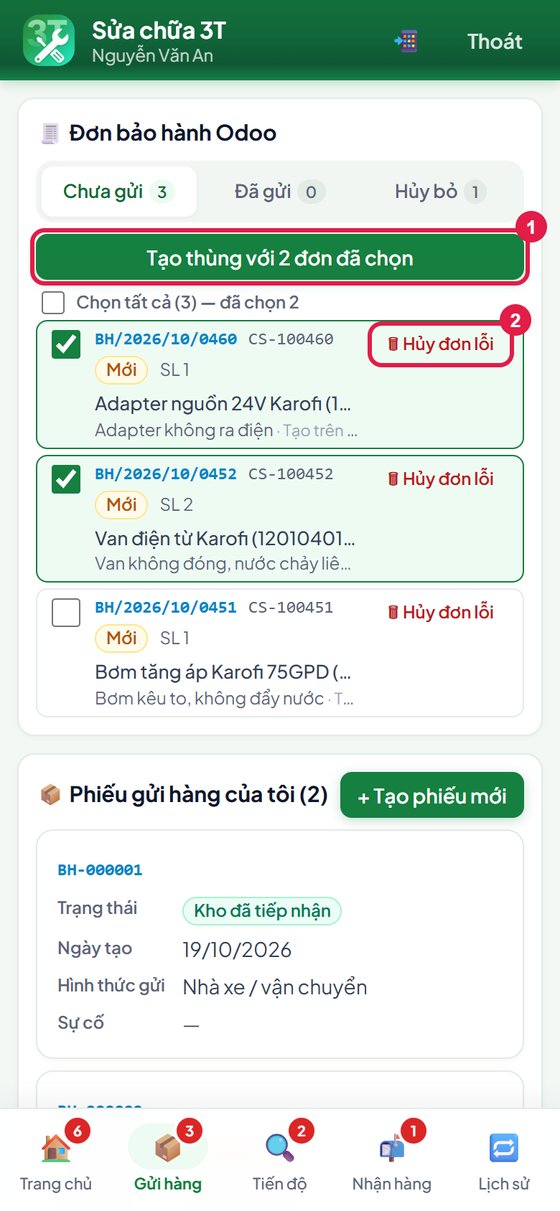 3T
Sửa chữa 3T
Nguyễn Văn An
Thoát
Đơn bảo hành Odoo
Chưa gửi 3
Đã gửi 0
Hủy bỏ 1
1
Tạo thùng với 2 đơn đã chọn
Chọn tất cả (3) — đã chọn 2
2
BH/2026/10/0460 CS-100460
Hủy đơn lỗi
Mới SL 1
Adapter nguồn 24V Karofi (1...
Adapter không ra điện · Tạo trên ...
BH/2026/10/0452 CS-100452
Hủy đơn lỗi
Mới SL 2
Van điện từ Karofi (12010401...
Van không đóng, nước chảy liê...
BH/2026/10/0451 CS-100451
Hủy đơn lỗi
Mới SL 1
Bơm tăng áp Karofi 75GPD (...
Bơm kêu to, không đẩy nước · T...
Phiếu gửi hàng của tôi (2)
+ Tạo phiếu mới
BH-000001
Trạng thái Kho đã tiếp nhận
Ngày tạo 19/10/2026
Hình thức gửi Nhà xe / vận chuyển
Sự cố —
6
3
2
1
Trang chủ
Gửi hàng
Tiến độ
Nhận hàng
Lịch sử